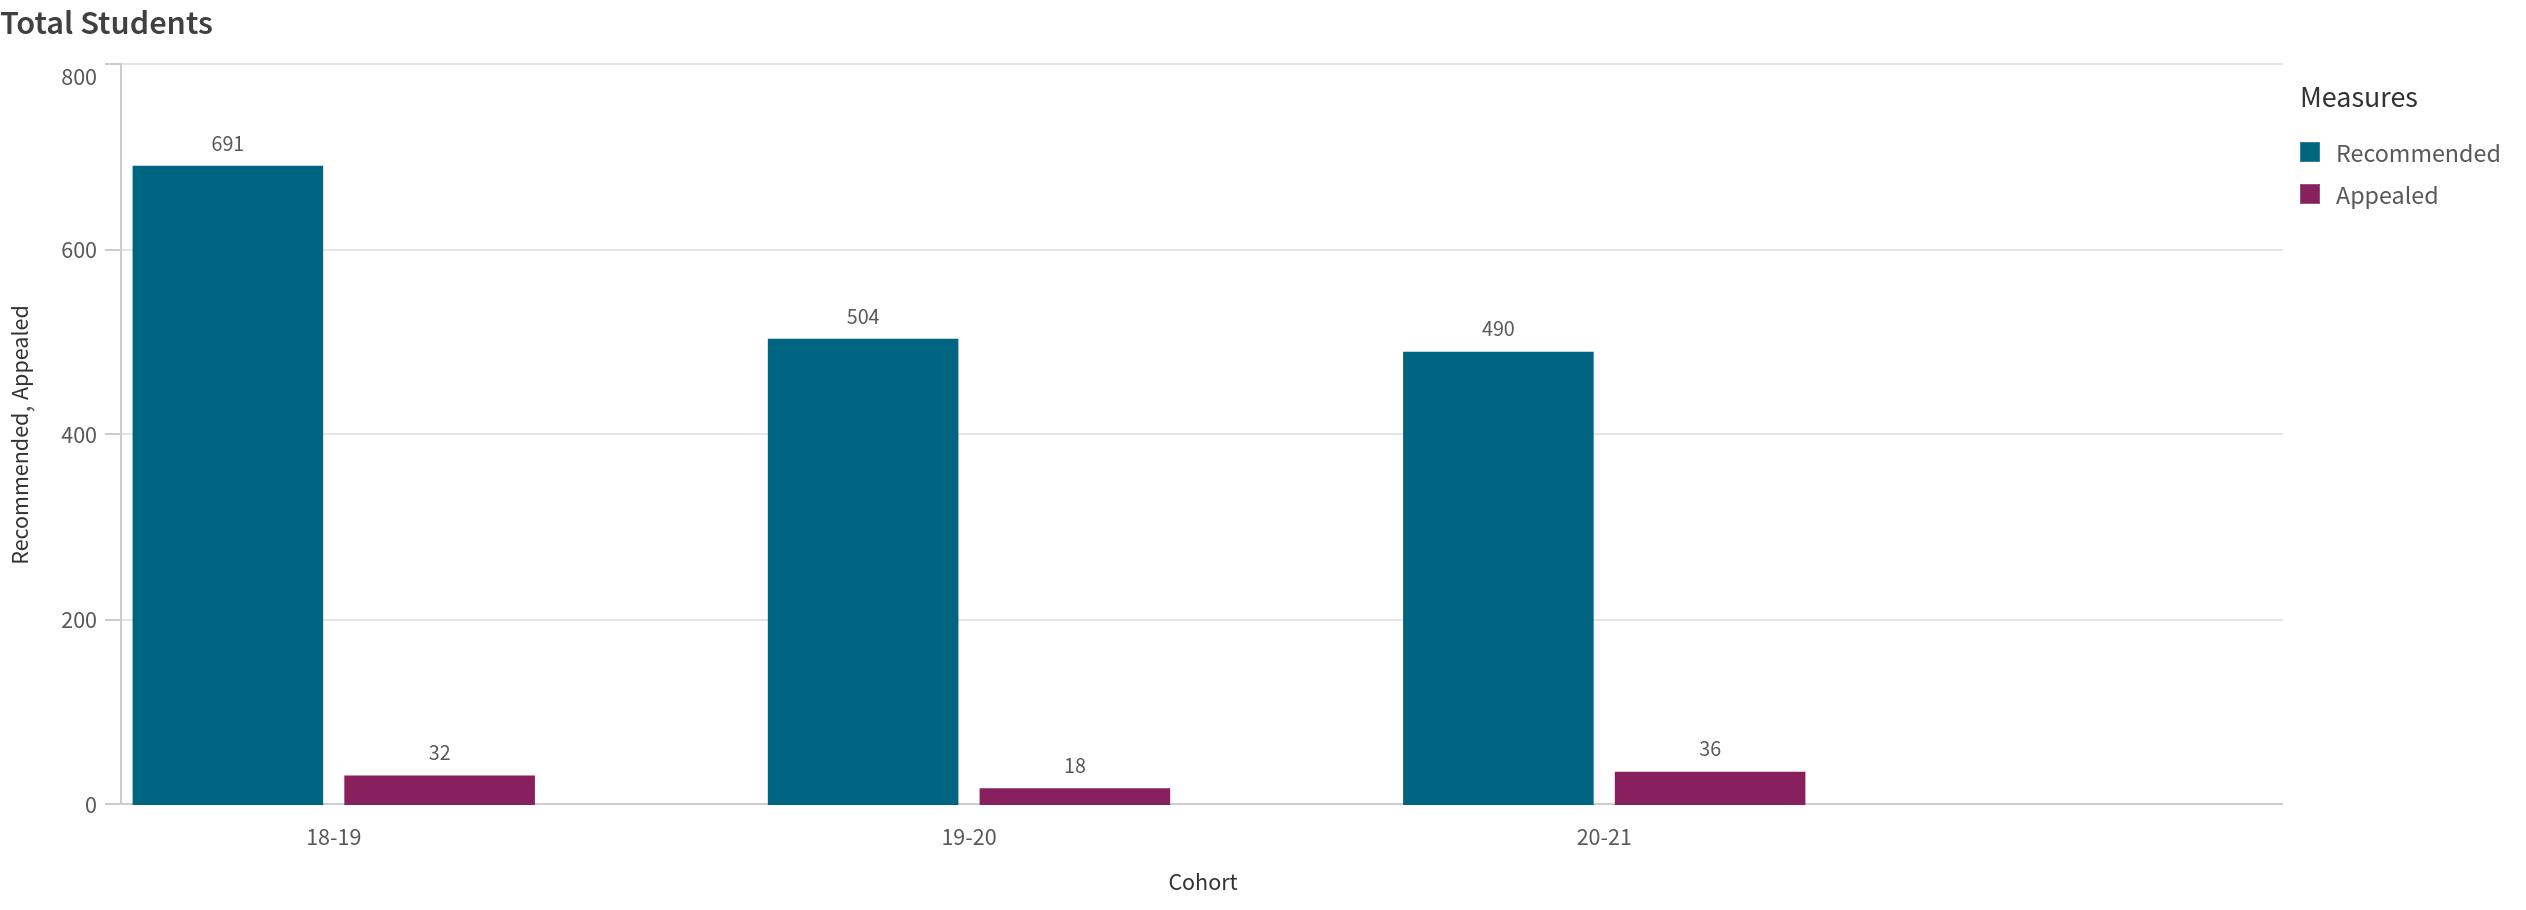 Total Students
800
600
400
200
0
Recommended, Appealed
691
32
504
18
490
36
18-19
19-20
20-21
Cohort
Measures
Recommended
Appealed